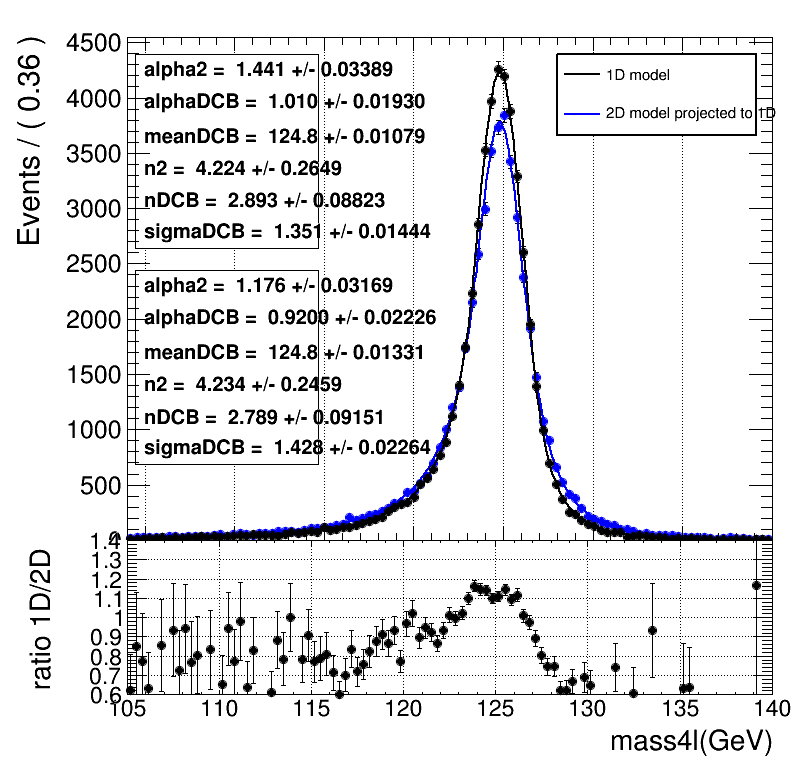 4500
4000
3500
3000
2500
2000
1500
1000
500
0
Events / ( 0.36 )
alpha2 = 1.441 +/- 0.03389
alphaDCB = 1.010 +/- 0.01930
meanDCB = 124.8 +/- 0.01079
n2 = 4.224 +/- 0.2649
nDCB = 2.893 +/- 0.08823
sigmaDCB = 1.351 +/- 0.01444
alpha2 = 1.176 +/- 0.03169
alphaDCB = 0.9200 +/- 0.02226
meanDCB = 124.8 +/- 0.01331
n2 = 4.234 +/- 0.2459
nDCB = 2.789 +/- 0.09151
sigmaDCB = 1.428 +/- 0.02264
1D model
2D model projected to 1D
1.4
1.3
1.2
1.1
1
0.9
0.8
0.7
0.6
ratio 1D/2D
105 110 115 120 125 130 135 140
mass4l(GeV)